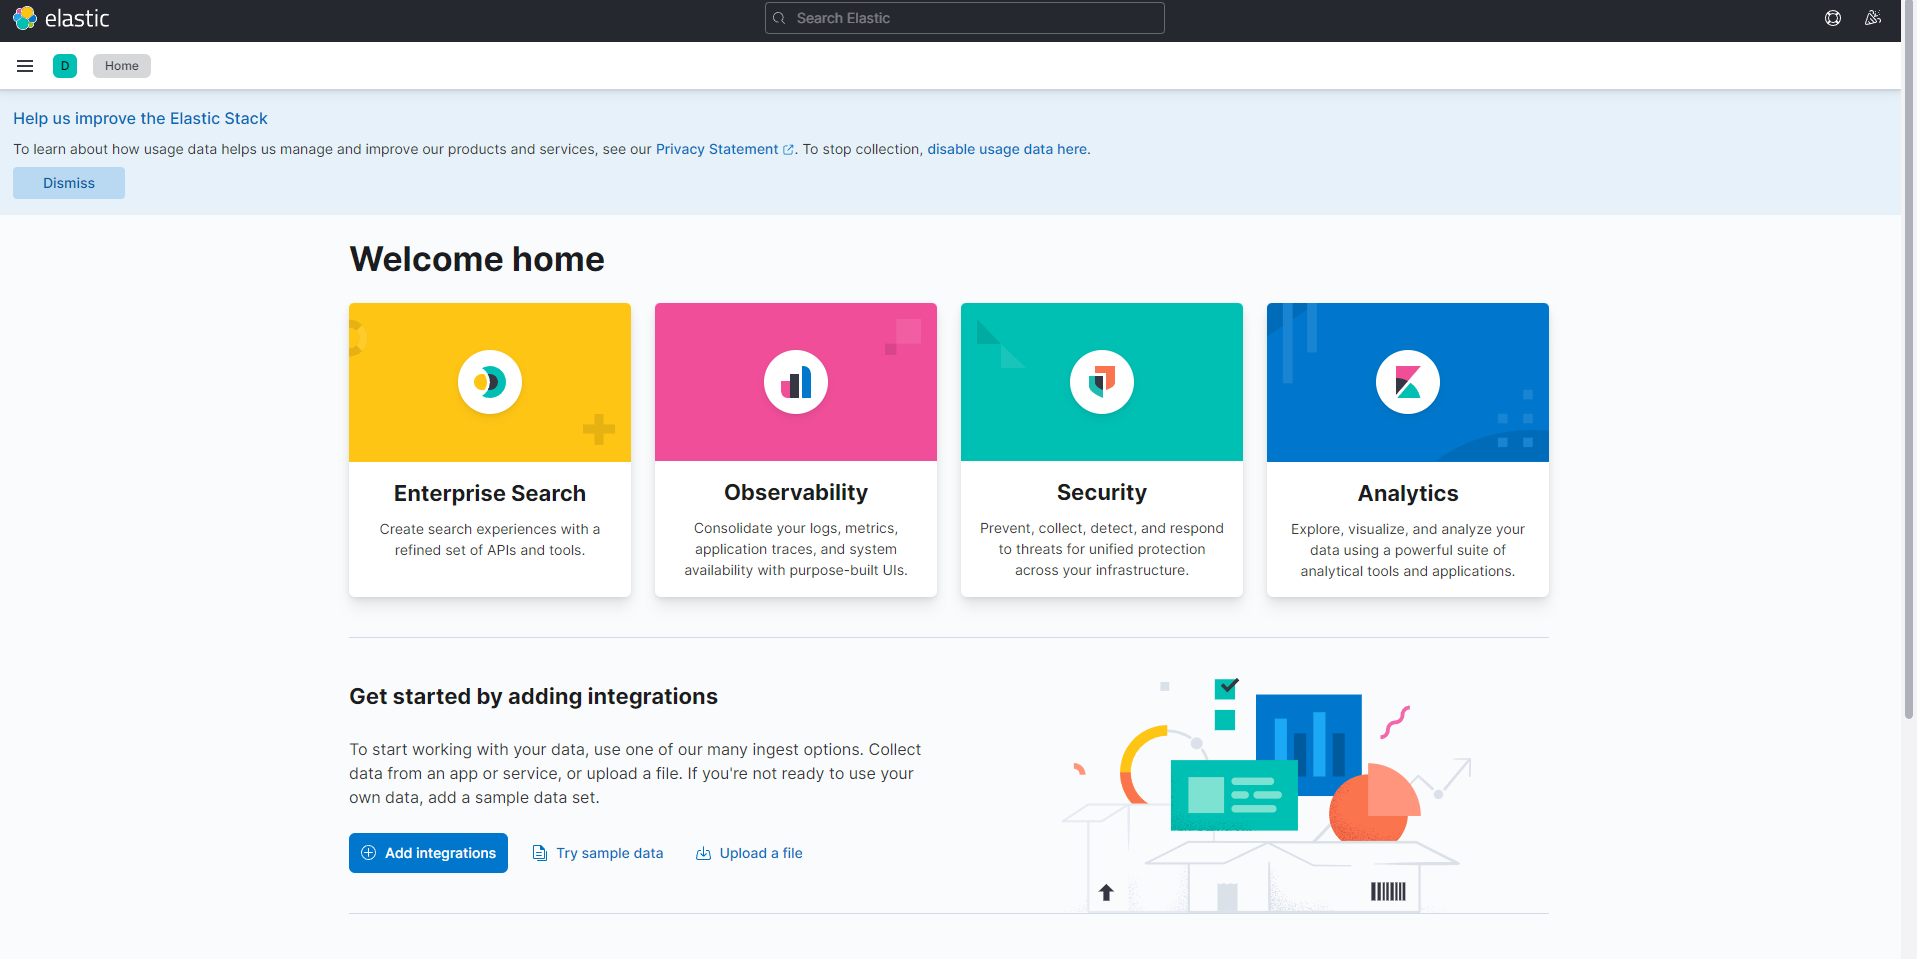 elastic
Search Elastic
D
Home
Help us improve the Elastic Stack
To learn about how usage data helps us manage and improve our products and services, see our Privacy Statement. To stop collection, disable usage data here.
Dismiss
Welcome home
Enterprise Search
Create search experiences with a
refined set of APIs and tools.
Observability
Consolidate your logs, metrics,
application traces, and system
availability with purpose-built UIs.
Security
Prevent, collect, detect, and respond
to threats for unified protection
across your infrastructure.
Analytics
Explore, visualize, and analyze your
data using a powerful suite of
analytical tools and applications.
Get started by adding integrations
To start working with your data, use one of our many ingest options. Collect
data from an app or service, or upload a file. If you're not ready to use your
own data, add a sample data set.
Add integrations
Try sample data
Upload a file